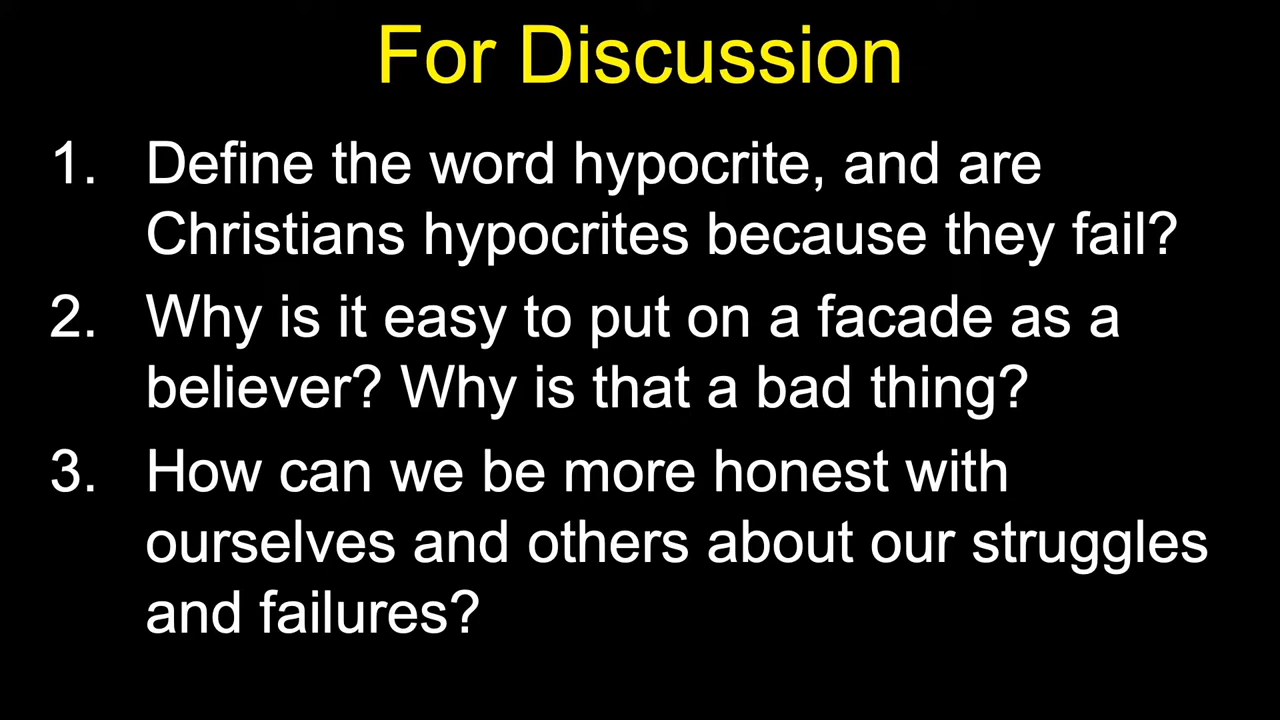 For Discussion
1. Define the word hypocrite, and are
Christians hypocrites because they fail?
2. Why is it easy to put on a facade as a
believer? Why is that a bad thing?
3. How can we be more honest with
ourselves and others about our struggles
and failures?